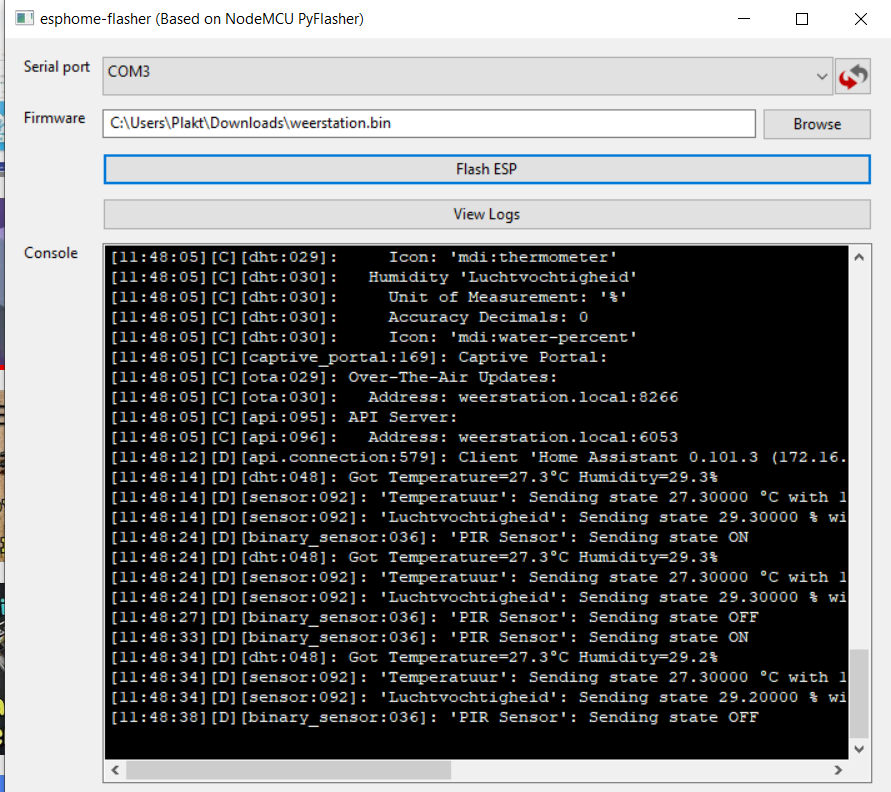 esphome-flasher (Based on NodeMCU PyFlasher)
Serial port COM3
Firmware C:\Users\Plakt\Downloads\weerstation.bin Browse
Flash ESP
View Logs
Console
[11:48:05][C][dht:029]:     Icon: 'mdi:thermometer'
[11:48:05][C][dht:030]:   Humidity 'Luchtvochtigheid'
[11:48:05][C][dht:030]:     Unit of Measurement: '%'
[11:48:05][C][dht:030]:     Accuracy Decimals: 0
[11:48:05][C][dht:030]:     Icon: 'mdi:water-percent'
[11:48:05][C][captive_portal:169]: Captive Portal:
[11:48:05][C][ota:029]: Over-The-Air Updates:
[11:48:05][C][ota:030]:   Address: weerstation.local:8266
[11:48:05][C][api:095]: API Server:
[11:48:05][C][api:096]:   Address: weerstation.local:6053
[11:48:12][D][api.connection:579]: Client 'Home Assistant 0.101.3 (172.16.
[11:48:14][D][dht:048]: Got Temperature=27.3°C Humidity=29.3%
[11:48:14][D][sensor:092]: 'Temperatuur': Sending state 27.30000 °C with 1
[11:48:14][D][sensor:092]: 'Luchtvochtigheid': Sending state 29.30000 % wi
[11:48:24][D][binary_sensor:036]: 'PIR Sensor': Sending state ON
[11:48:24][D][dht:048]: Got Temperature=27.3°C Humidity=29.3%
[11:48:24][D][sensor:092]: 'Temperatuur': Sending state 27.30000 °C with 1
[11:48:24][D][sensor:092]: 'Luchtvochtigheid': Sending state 29.30000 % wi
[11:48:27][D][binary_sensor:036]: 'PIR Sensor': Sending state OFF
[11:48:33][D][binary_sensor:036]: 'PIR Sensor': Sending state ON
[11:48:34][D][dht:048]: Got Temperature=27.3°C Humidity=29.2%
[11:48:34][D][sensor:092]: 'Temperatuur': Sending state 27.30000 °C with 1
[11:48:34][D][sensor:092]: 'Luchtvochtigheid': Sending state 29.20000 % wi
[11:48:38][D][binary_sensor:036]: 'PIR Sensor': Sending state OFF